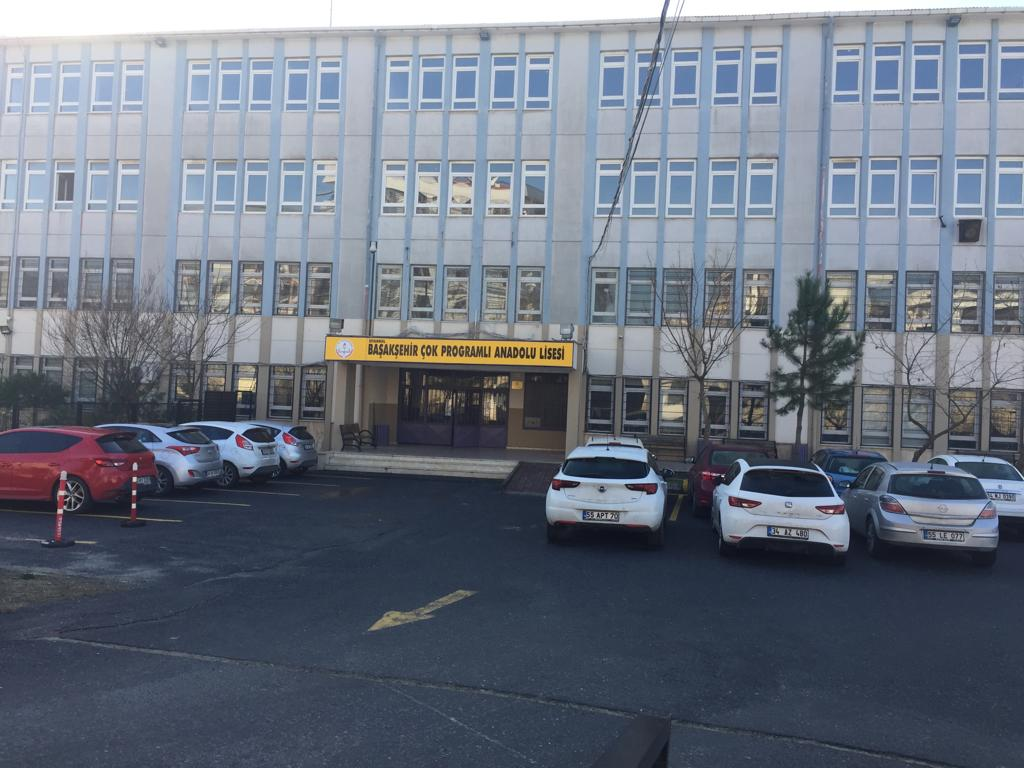 İSTANBUL
BAŞAKŞEHİR ÇOK PROGRAMLI ANADOLU LİSESİ
55 APT 70
34 AZ 480
55 LE 077